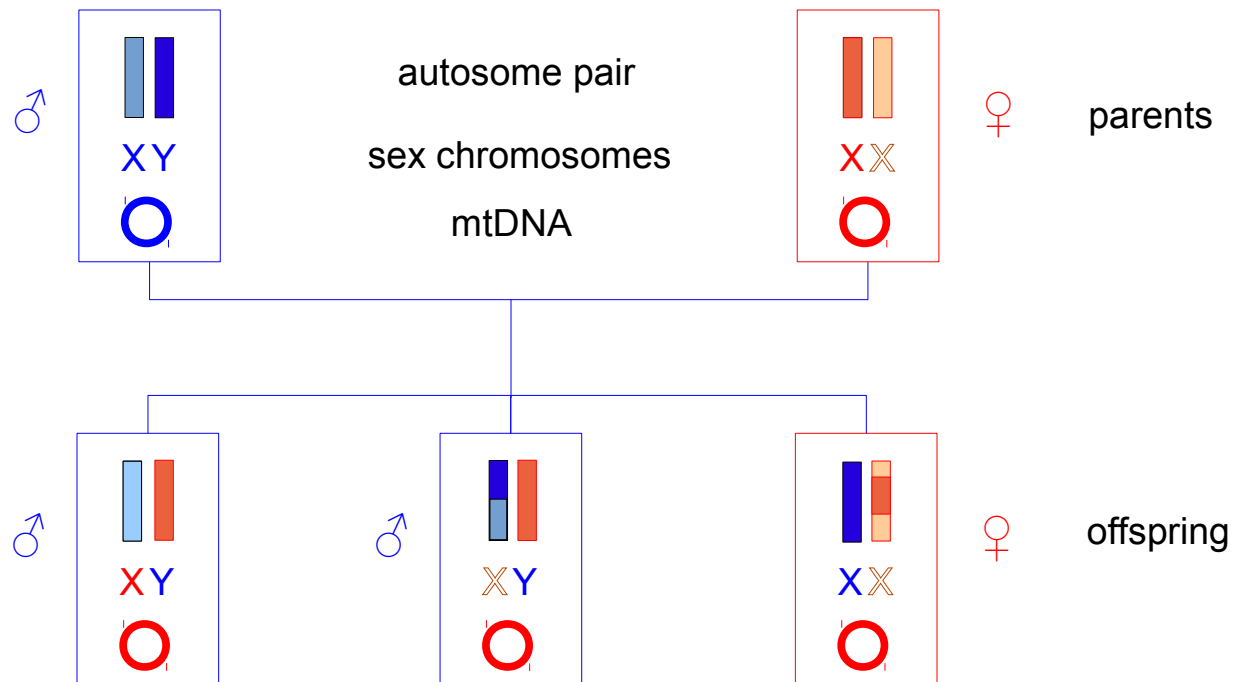 autosome pair
♂ ♀ parents
XY sex chromosomes XX
mtDNA
♂ ♂ ♀ offspring
XY XY XX